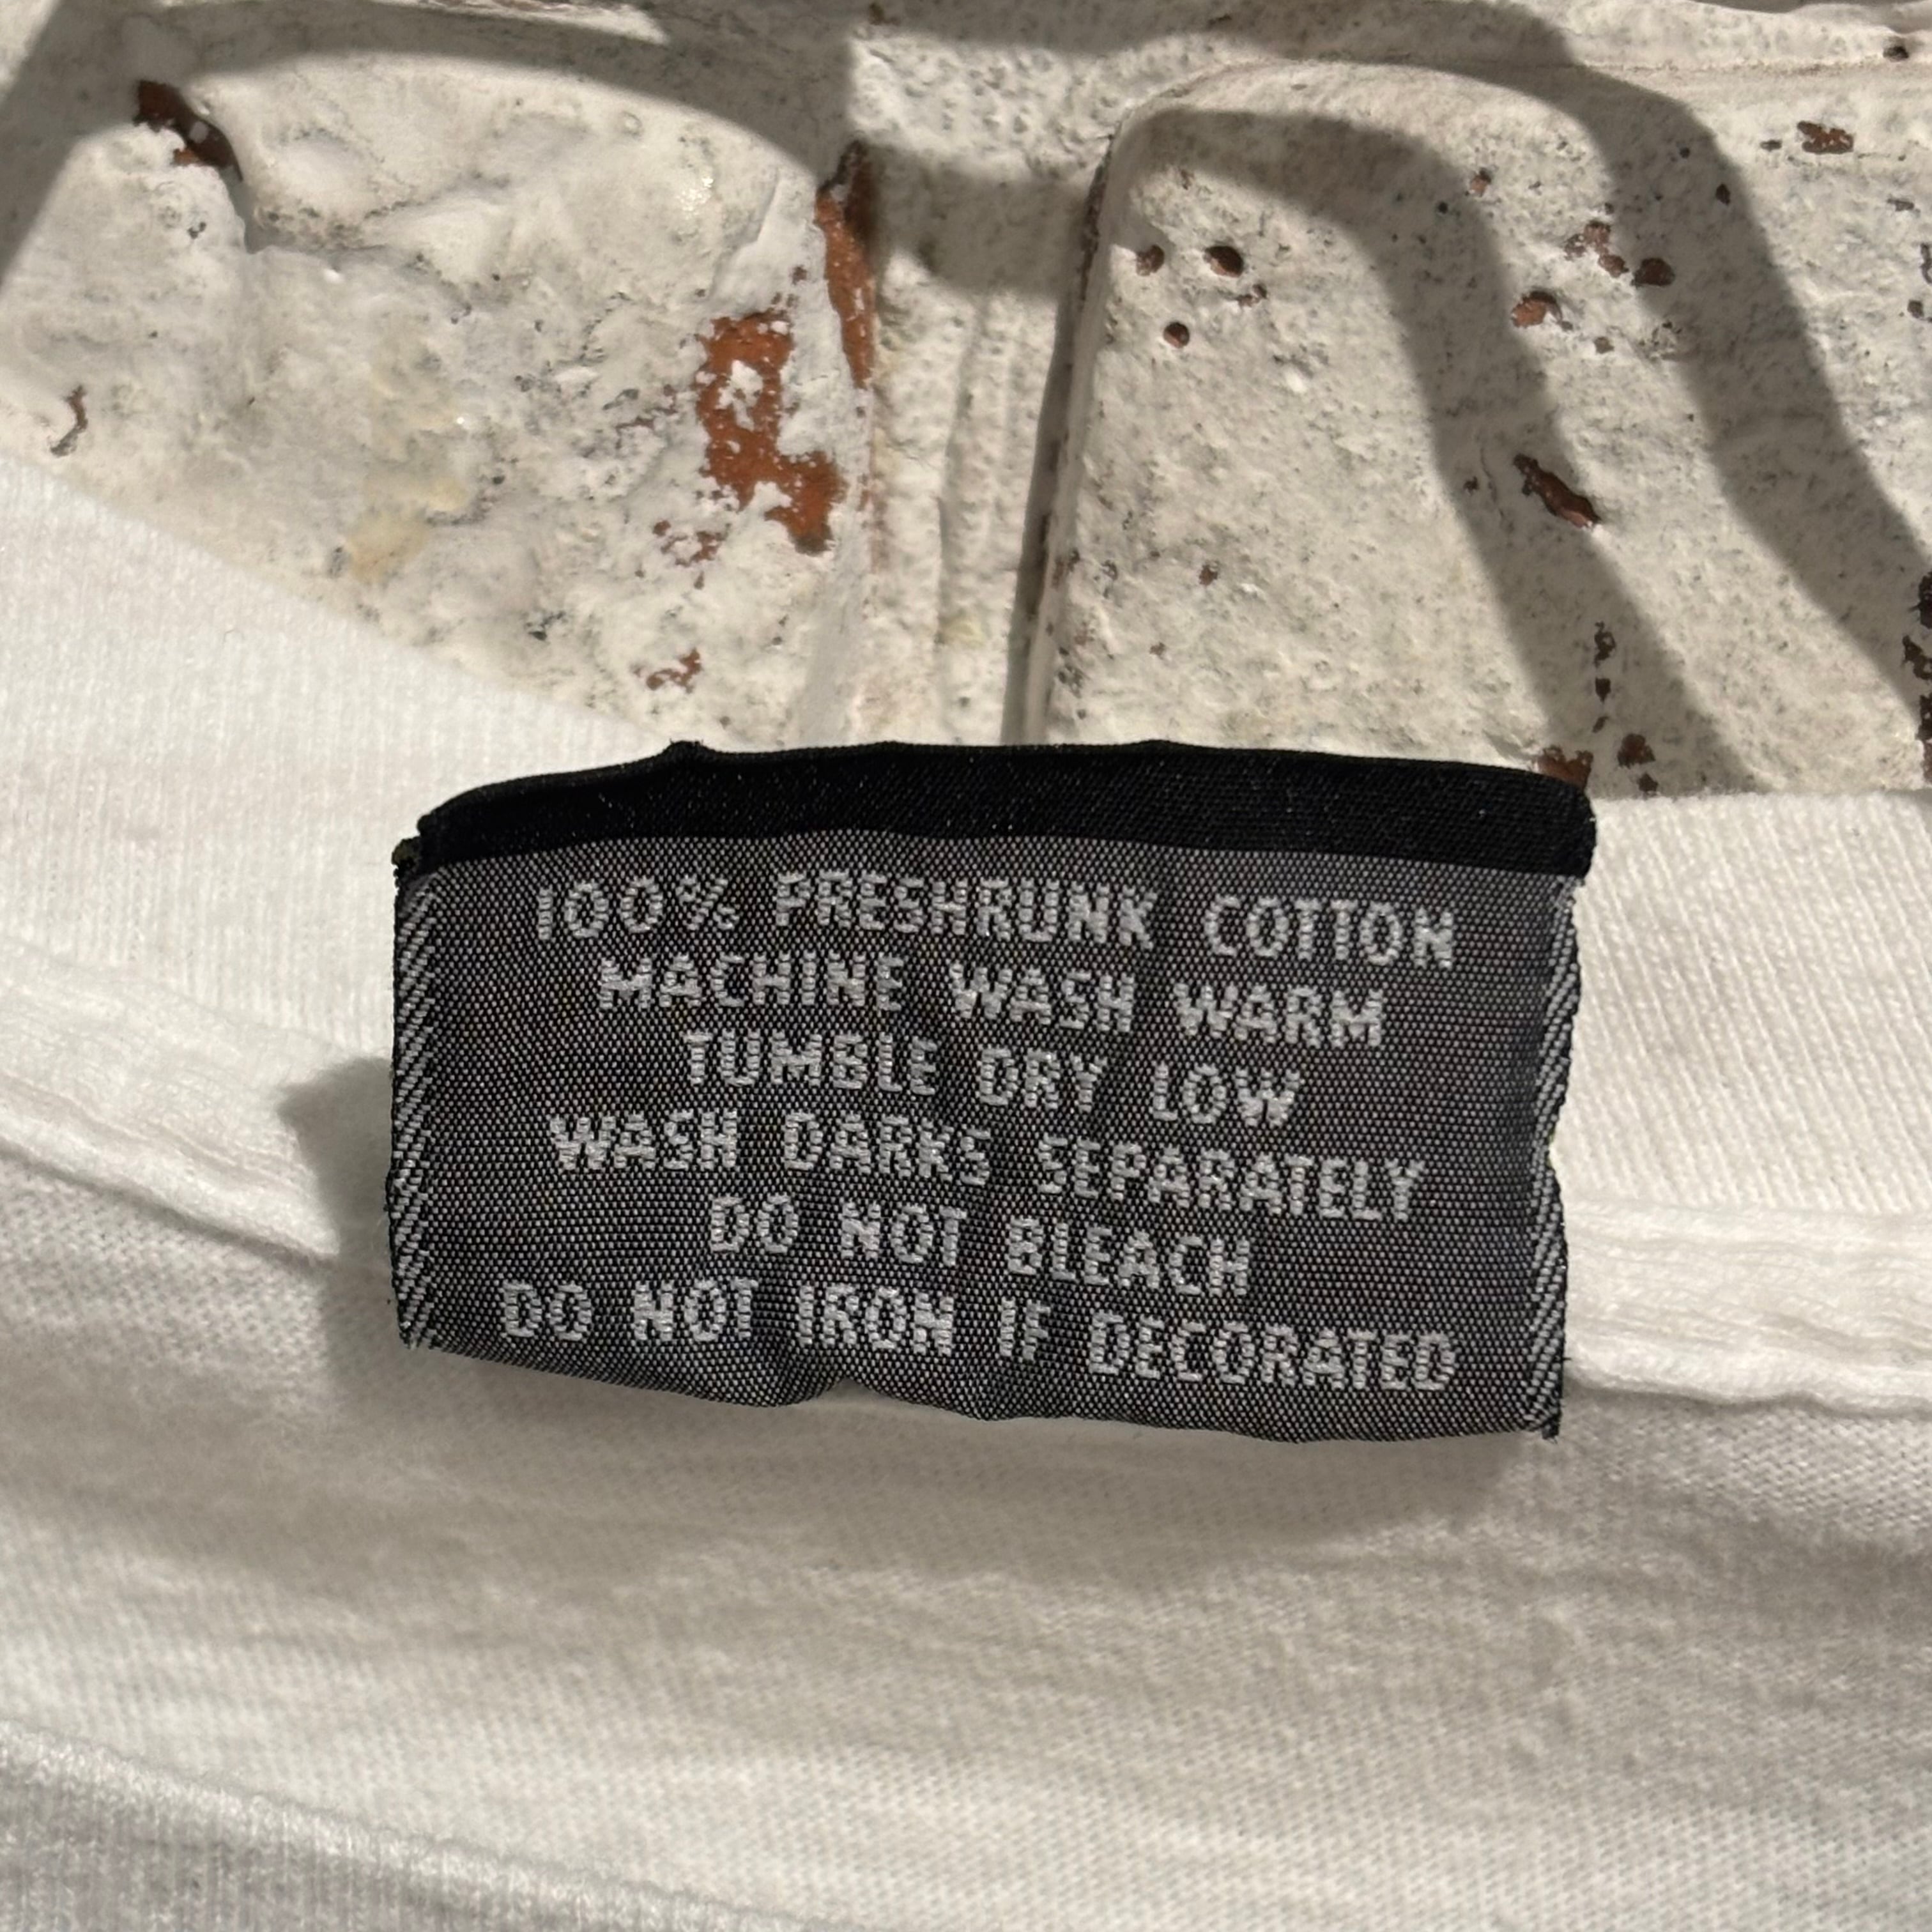 100% PRESHRUNK COTTON
MACHINE WASH WARM
TUMBLE DRY LOW
WASH DARKS SEPARATELY
DO NOT BLEACH
DO NOT IRON IF DECORATED